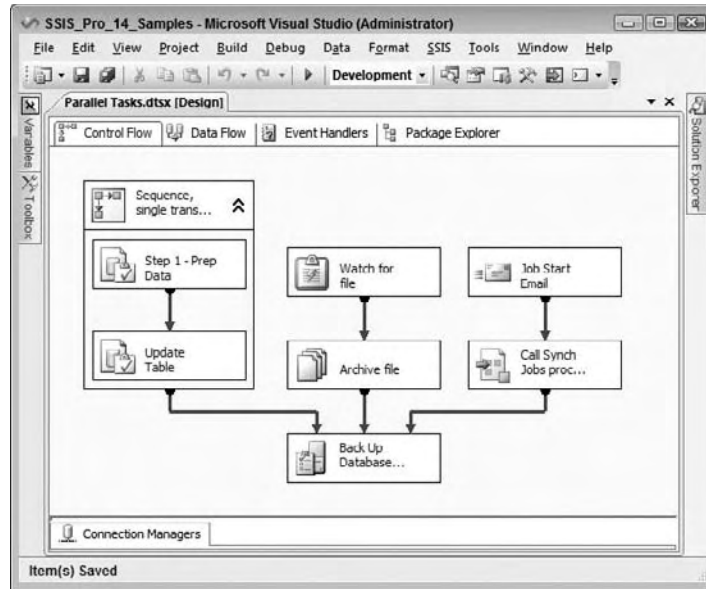 SSIS_Pro_14_Samples - Microsoft Visual Studio (Administrator)
File Edit View Project Build Debug Data Format SSIS Tools Window Help
Development
Parallel Tasks.dtsx [Design]
Control Flow Data Flow Event Handlers Package Explorer
Variables
Toolbox
Solution Explorer
Sequence,
single trans...
Step 1 - Prep
Data
Watch for
file
Job Start
Email
Update
Table
Archive file
Call Synch
Jobs proc...
Back Up
Database...
Connection Managers
Item(s) Saved